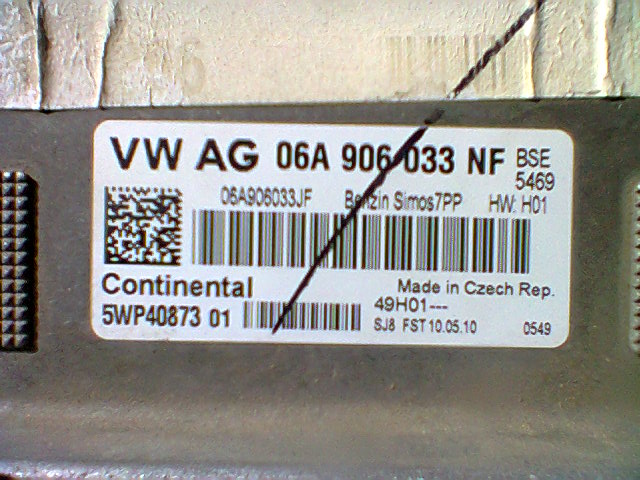 VW AG 06A 906 033 NF BSE
5469
06A906033JF Benzin Simos7PP HW: H01
Continental Made in Czech Rep.
5WP40873 01 49H01---
SJ8 FST 10.05.10 0549